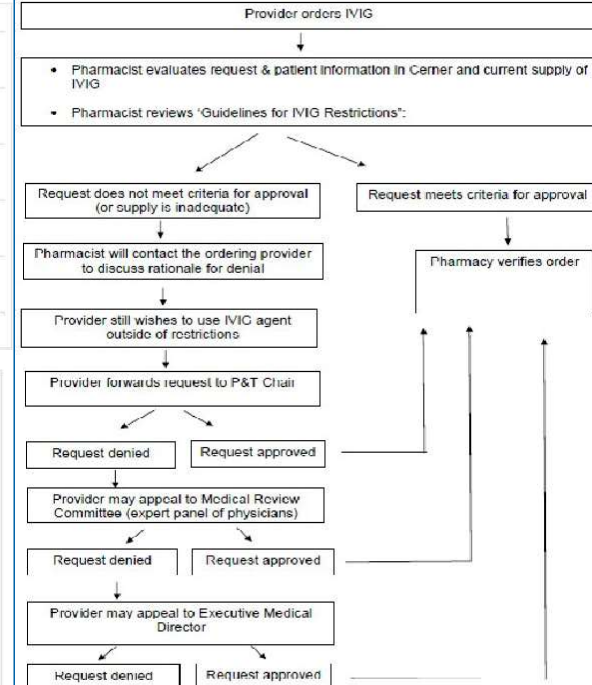 Provider orders IVIG
• Pharmacist evaluates request & patient information in Cerner and current supply of
IVIG
• Pharmacist reviews "Guidelines for IVIG Restrictions":
Request does not meet criteria for approval
(or supply is inadequate)
Request meets criteria for approval
Pharmacist will contact the ordering provider
to discuss rationale for denial
Pharmacy verifies order
Provider still wishes to use IVIG agent
outside of restrictions
Provider forwards request to P&T Chair
Request denied
Request approved
Provider may appeal to Medical Review
Committee (expert panel of physicians)
Request denied
Request approved
Provider may appeal to Executive Medical
Director
Request denied
Request approved